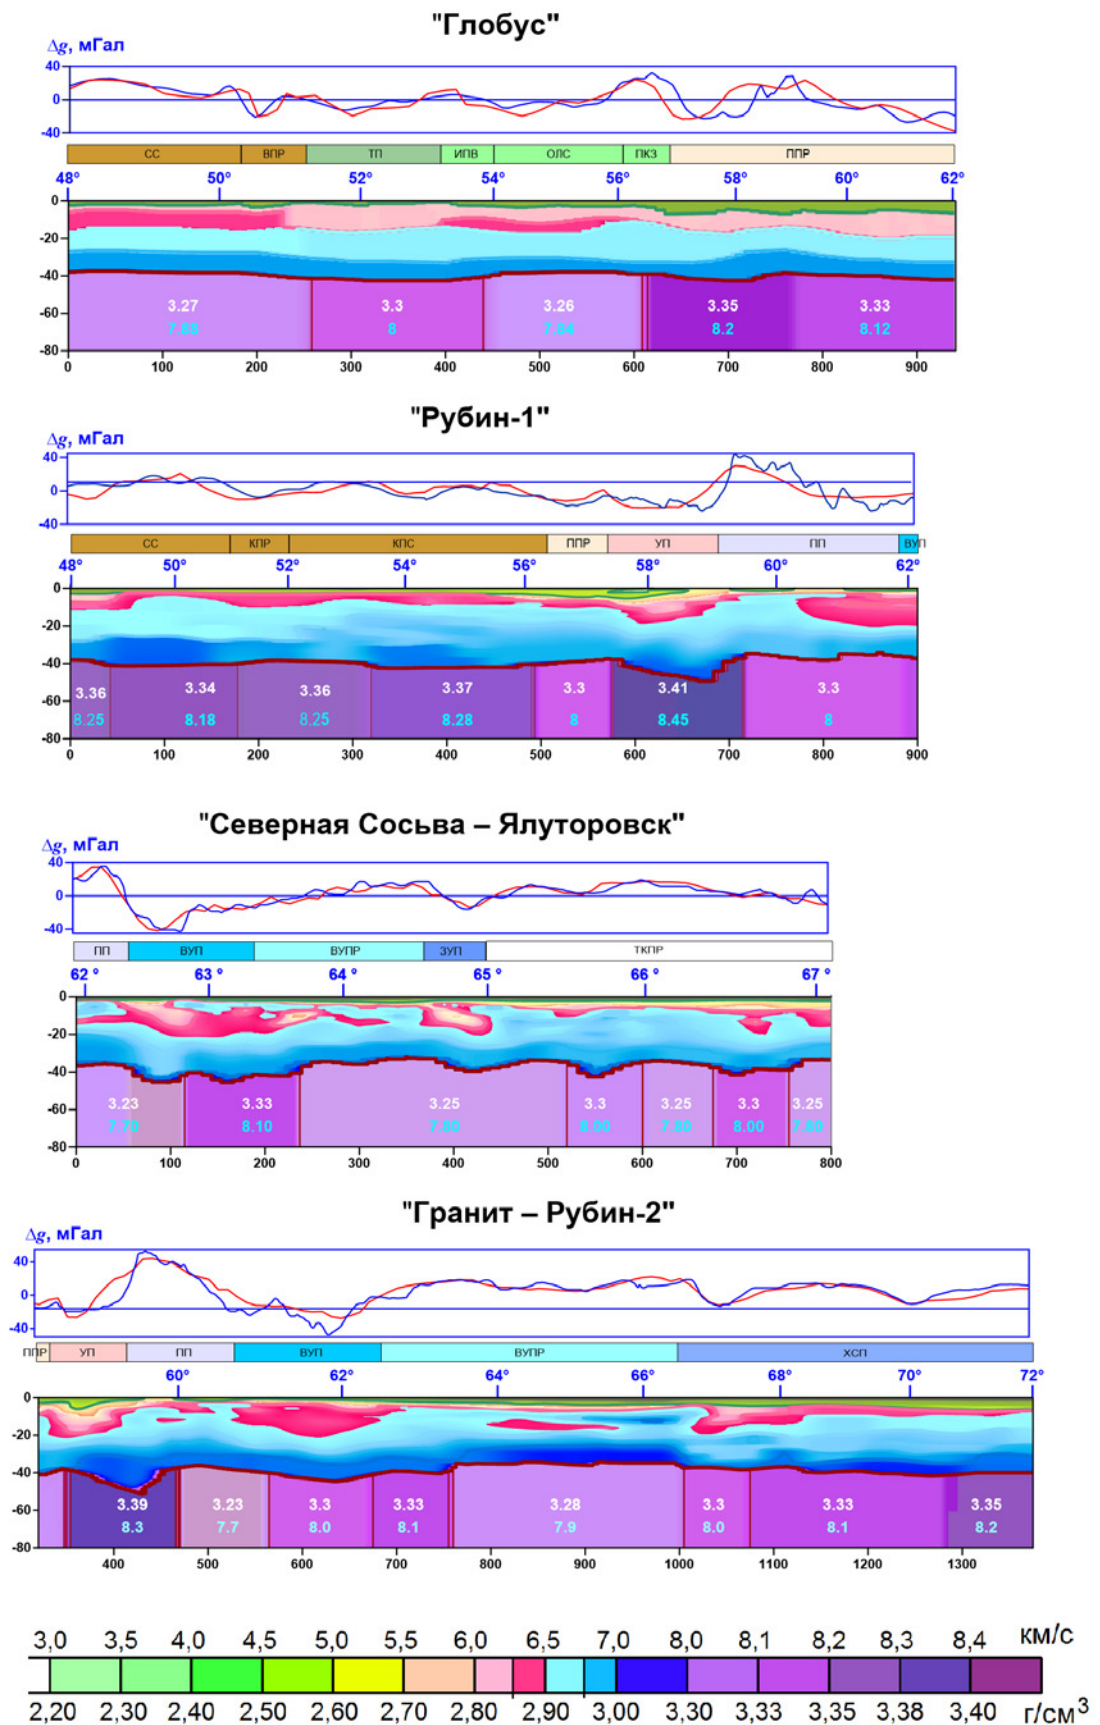 "Глобус"
Δg, мГал
40
0
-40
СС ВПР ТП ИПВ ОЛС ПКЗ ППР
48° 50° 52° 54° 56° 58° 60° 62°
0
-20
-40
3.27 3.3 3.26 3.35 3.33
-60
7.88 8 7.84 8.2 8.12
-80
0 100 200 300 400 500 600 700 800 900
"Рубин-1"
Δg, мГал
40
0
-40
СС КПР КПС ППР УП ПП ВУП
48° 50° 52° 54° 56° 58° 60° 62°
0
-20
-40
3.36 3.34 3.36 3.37 3.3 3.41 3.3
-60
8.25 8.18 8.25 8.28 8 8.45 8
-80
0 100 200 300 400 500 600 700 800 900
"Северная Сосьва – Ялуторовск"
Δg, мГал
40
0
-40
ПП ВУП ВУПР ЗУП ТКПР
62° 63° 64° 65° 66° 67°
0
-20
-40
3.23 3.33 3.25 3.3 3.25 3.3 3.25
-60
7.70 8.10 7.80 8.00 7.80 8.00 7.80
-80
0 100 200 300 400 500 600 700 800
"Гранит – Рубин-2"
Δg, мГал
40
0
-40
ППР УП ПП ВУП ВУПР ХСП
60° 62° 64° 66° 68° 70° 72°
0
-20
-40
3.39 3.23 3.3 3.33 3.28 3.3 3.33 3.35
-60
8.3 7.7 8.0 8.1 7.9 8.0 8.1 8.2
-80
400 500 600 700 800 900 1000 1100 1200 1300
3,0 3,5 4,0 4,5 5,0 5,5 6,0 6,5 7,0 8,0 8,1 8,2 8,3 8,4 км/с
2,20 2,30 2,40 2,50 2,60 2,70 2,80 2,90 3,00 3,30 3,33 3,35 3,38 3,40 г/см³